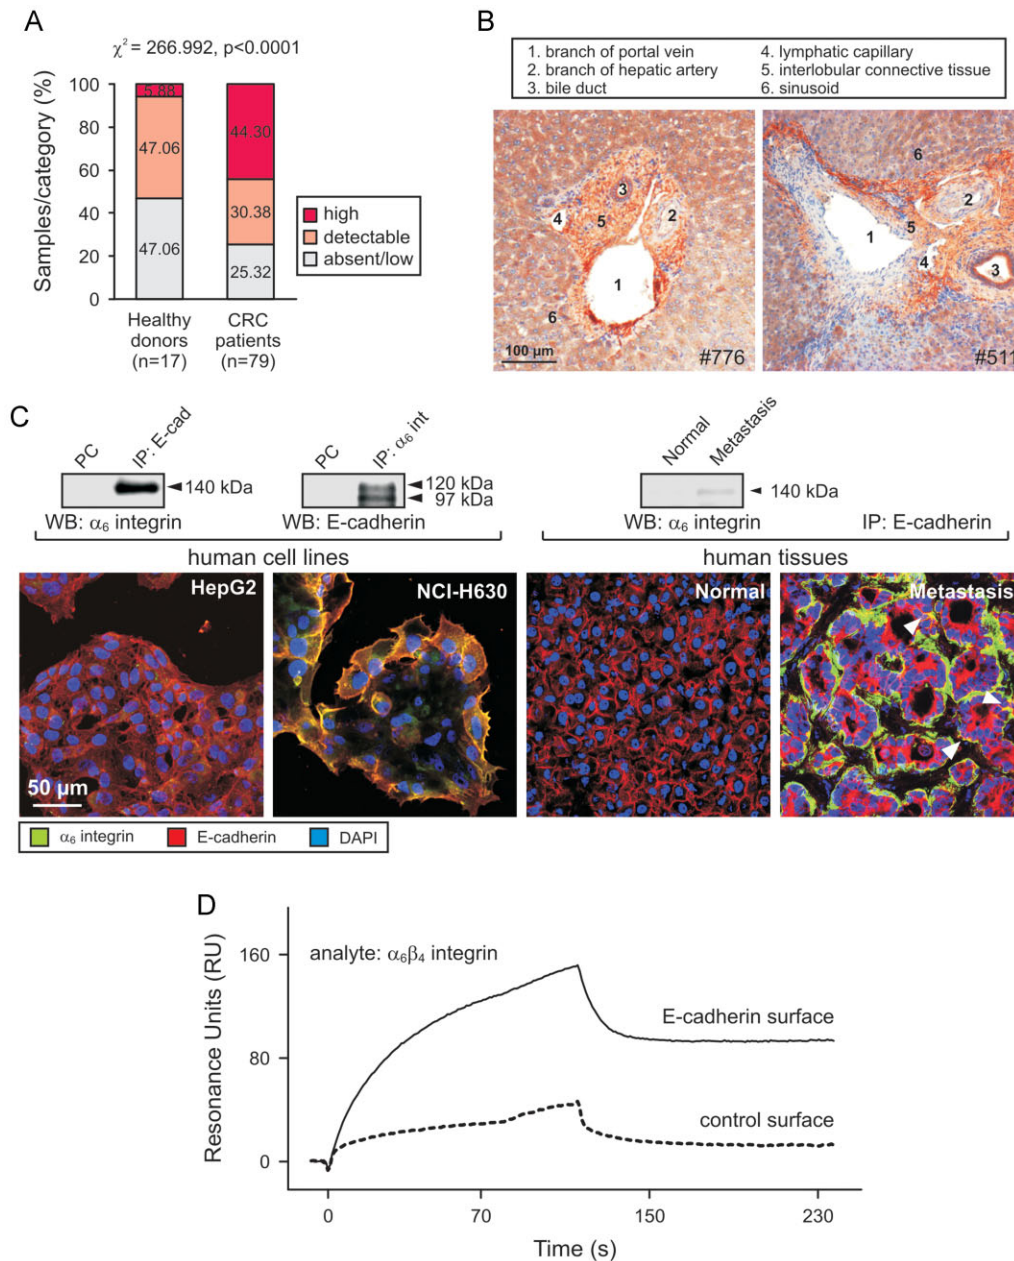 A
χ² = 266.992, p<0.0001
Samples/category (%)
100
80
60
40
20
0
5.88
47.06
47.06
44.30
30.38
25.32
high
detectable
absent/low
Healthy
donors
(n=17)
CRC
patients
(n=79)
B
1. branch of portal vein
2. branch of hepatic artery
3. bile duct
4. lymphatic capillary
5. interlobular connective tissue
6. sinusoid
3
4
5
2
1
6
100 µm
#776
6
2
1
5
4
3
#511
C
PC
IP: E-cad
140 kDa
WB: α₆ integrin
PC
IP: α₆ int
120 kDa
97 kDa
WB: E-cadherin
Normal
Metastasis
140 kDa
WB: α₆ integrin
IP: E-cadherin
human cell lines
human tissues
HepG2
NCI-H630
Normal
Metastasis
50 µm
α₆ integrin
E-cadherin
DAPI
D
Resonance Units (RU)
160
80
0
analyte: α₆β₄ integrin
E-cadherin surface
control surface
0
70
150
230
Time (s)